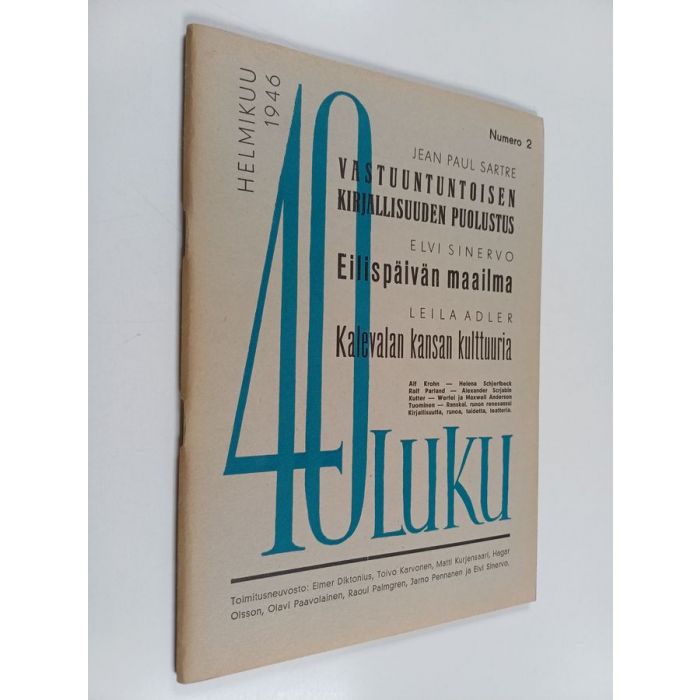 HELMIKUU
1946
Numero 2
JEAN PAUL SARTRE
VASTUUNTUNTOISEN
KIRJALLISUUDEN PUOLUSTUS
ELVI SINERVO
Eilispäivän maailma
LEILA ADLER
Kalevalan kansan kulttuuria
Alf Krohn — Helena Schjerfbeck
Ralf Parland — Alexander Scrjabin
Kutter — Werfel ja Maxwell Anderson
Tuominen — Ranskal. runon renesanssi
Kirjallisuutta, runoa, taidetta, teatteria.
40
LUKU
Toimitusneuvosto: Elmer Diktonius, Toivo Karvonen, Matti Kurjensaari, Hagar
Olsson, Olavi Paavolainen, Raoul Palmgren, Jarno Pennanen ja Elvi Sinervo.